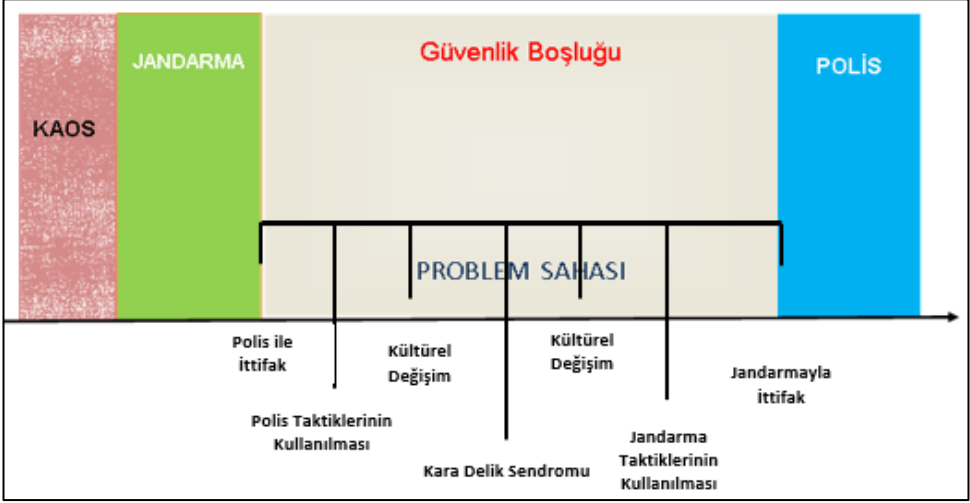 KAOS
JANDARMA
Güvenlik Boşluğu
POLİS
PROBLEM SAHASI
Polis ile
İttifak
Polis Taktiklerinin
Kullanılması
Kültürel
Değişim
Kara Delik Sendromu
Kültürel
Değişim
Jandarma
Taktiklerinin
Kullanılması
Jandarmayla
İttifak